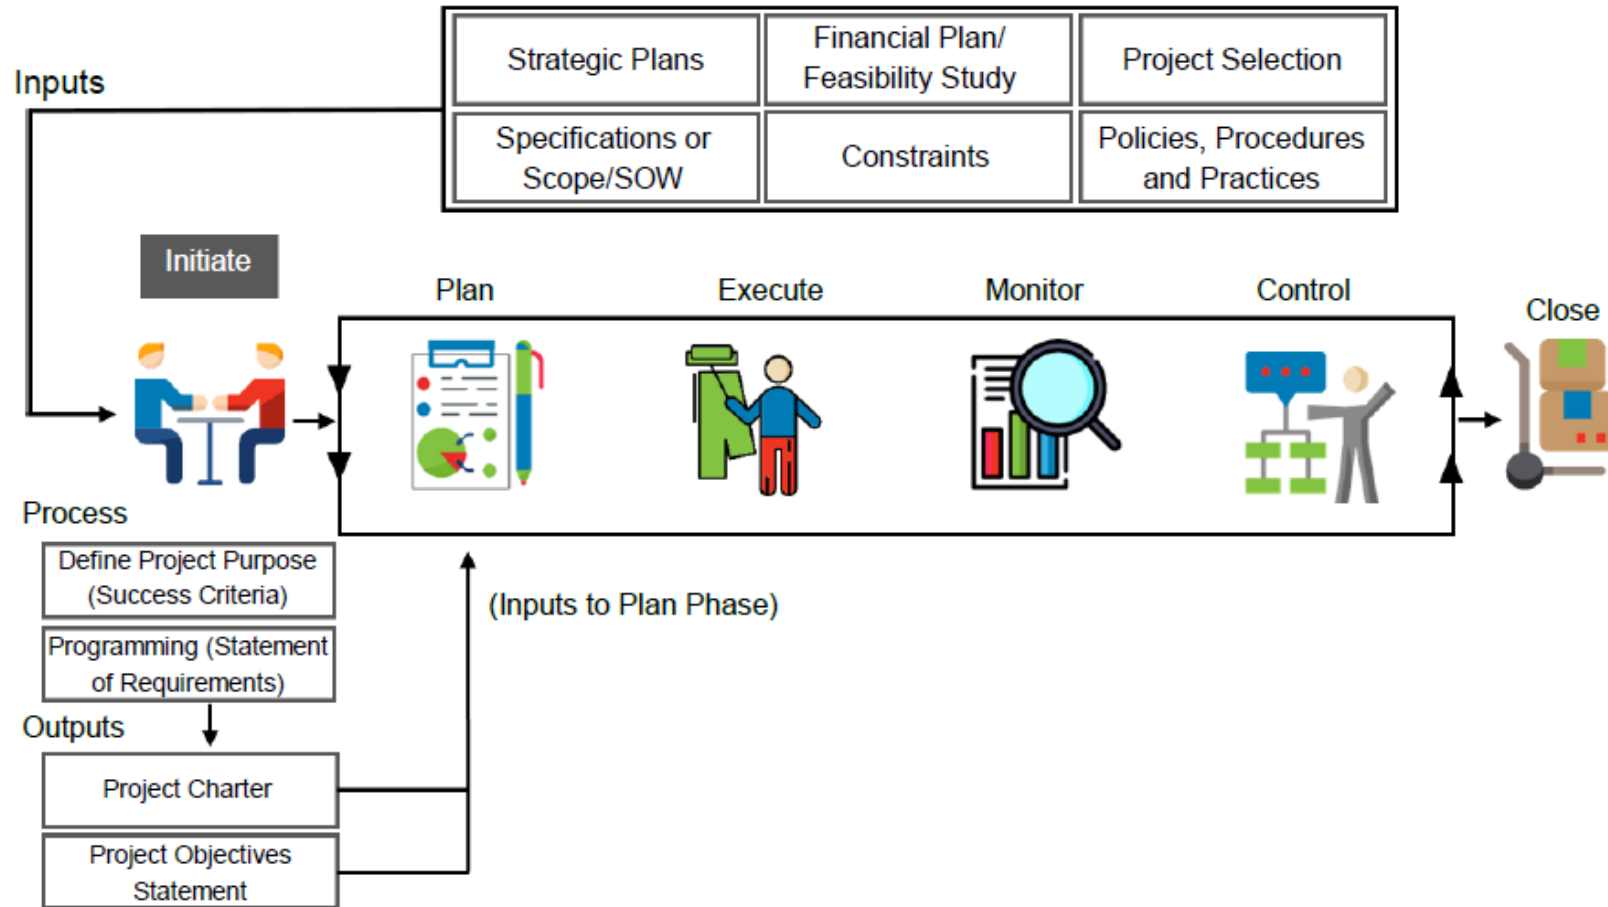 Inputs
Strategic Plans
Financial Plan/
Feasibility Study
Project Selection
Specifications or
Scope/SOW
Constraints
Policies, Procedures
and Practices
Initiate
Plan
Execute
Monitor
Control
Close
Process
Define Project Purpose
(Success Criteria)
Programming (Statement
of Requirements)
(Inputs to Plan Phase)
Outputs
Project Charter
Project Objectives
Statement